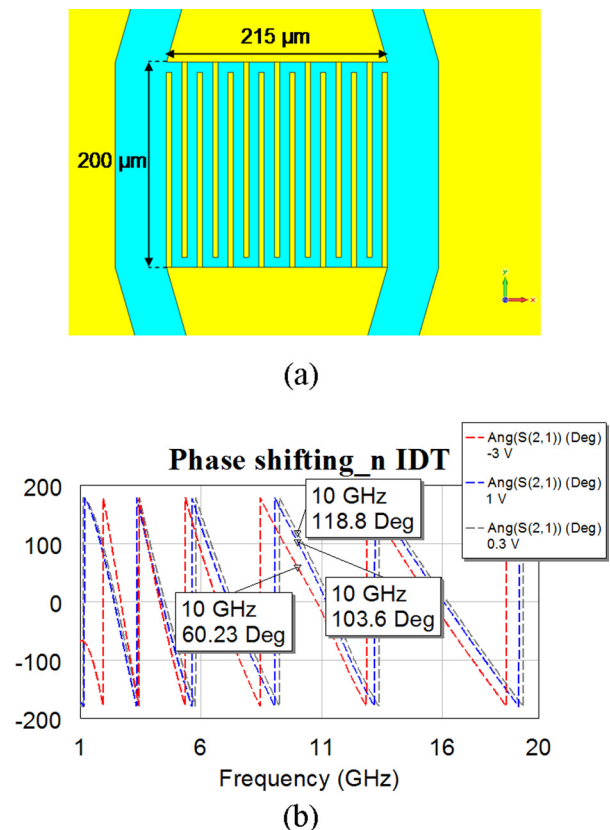 215 μm
200 μm
y
x
(a)
Phase shifting_n IDT
Ang(S(2,1)) (Deg)
-3 V
Ang(S(2,1)) (Deg)
1 V
Ang(S(2,1)) (Deg)
0.3 V
200
100
0
-100
-200
10 GHz
118.8 Deg
10 GHz
60.23 Deg
10 GHz
103.6 Deg
1
6
11
16
20
Frequency (GHz)
(b)